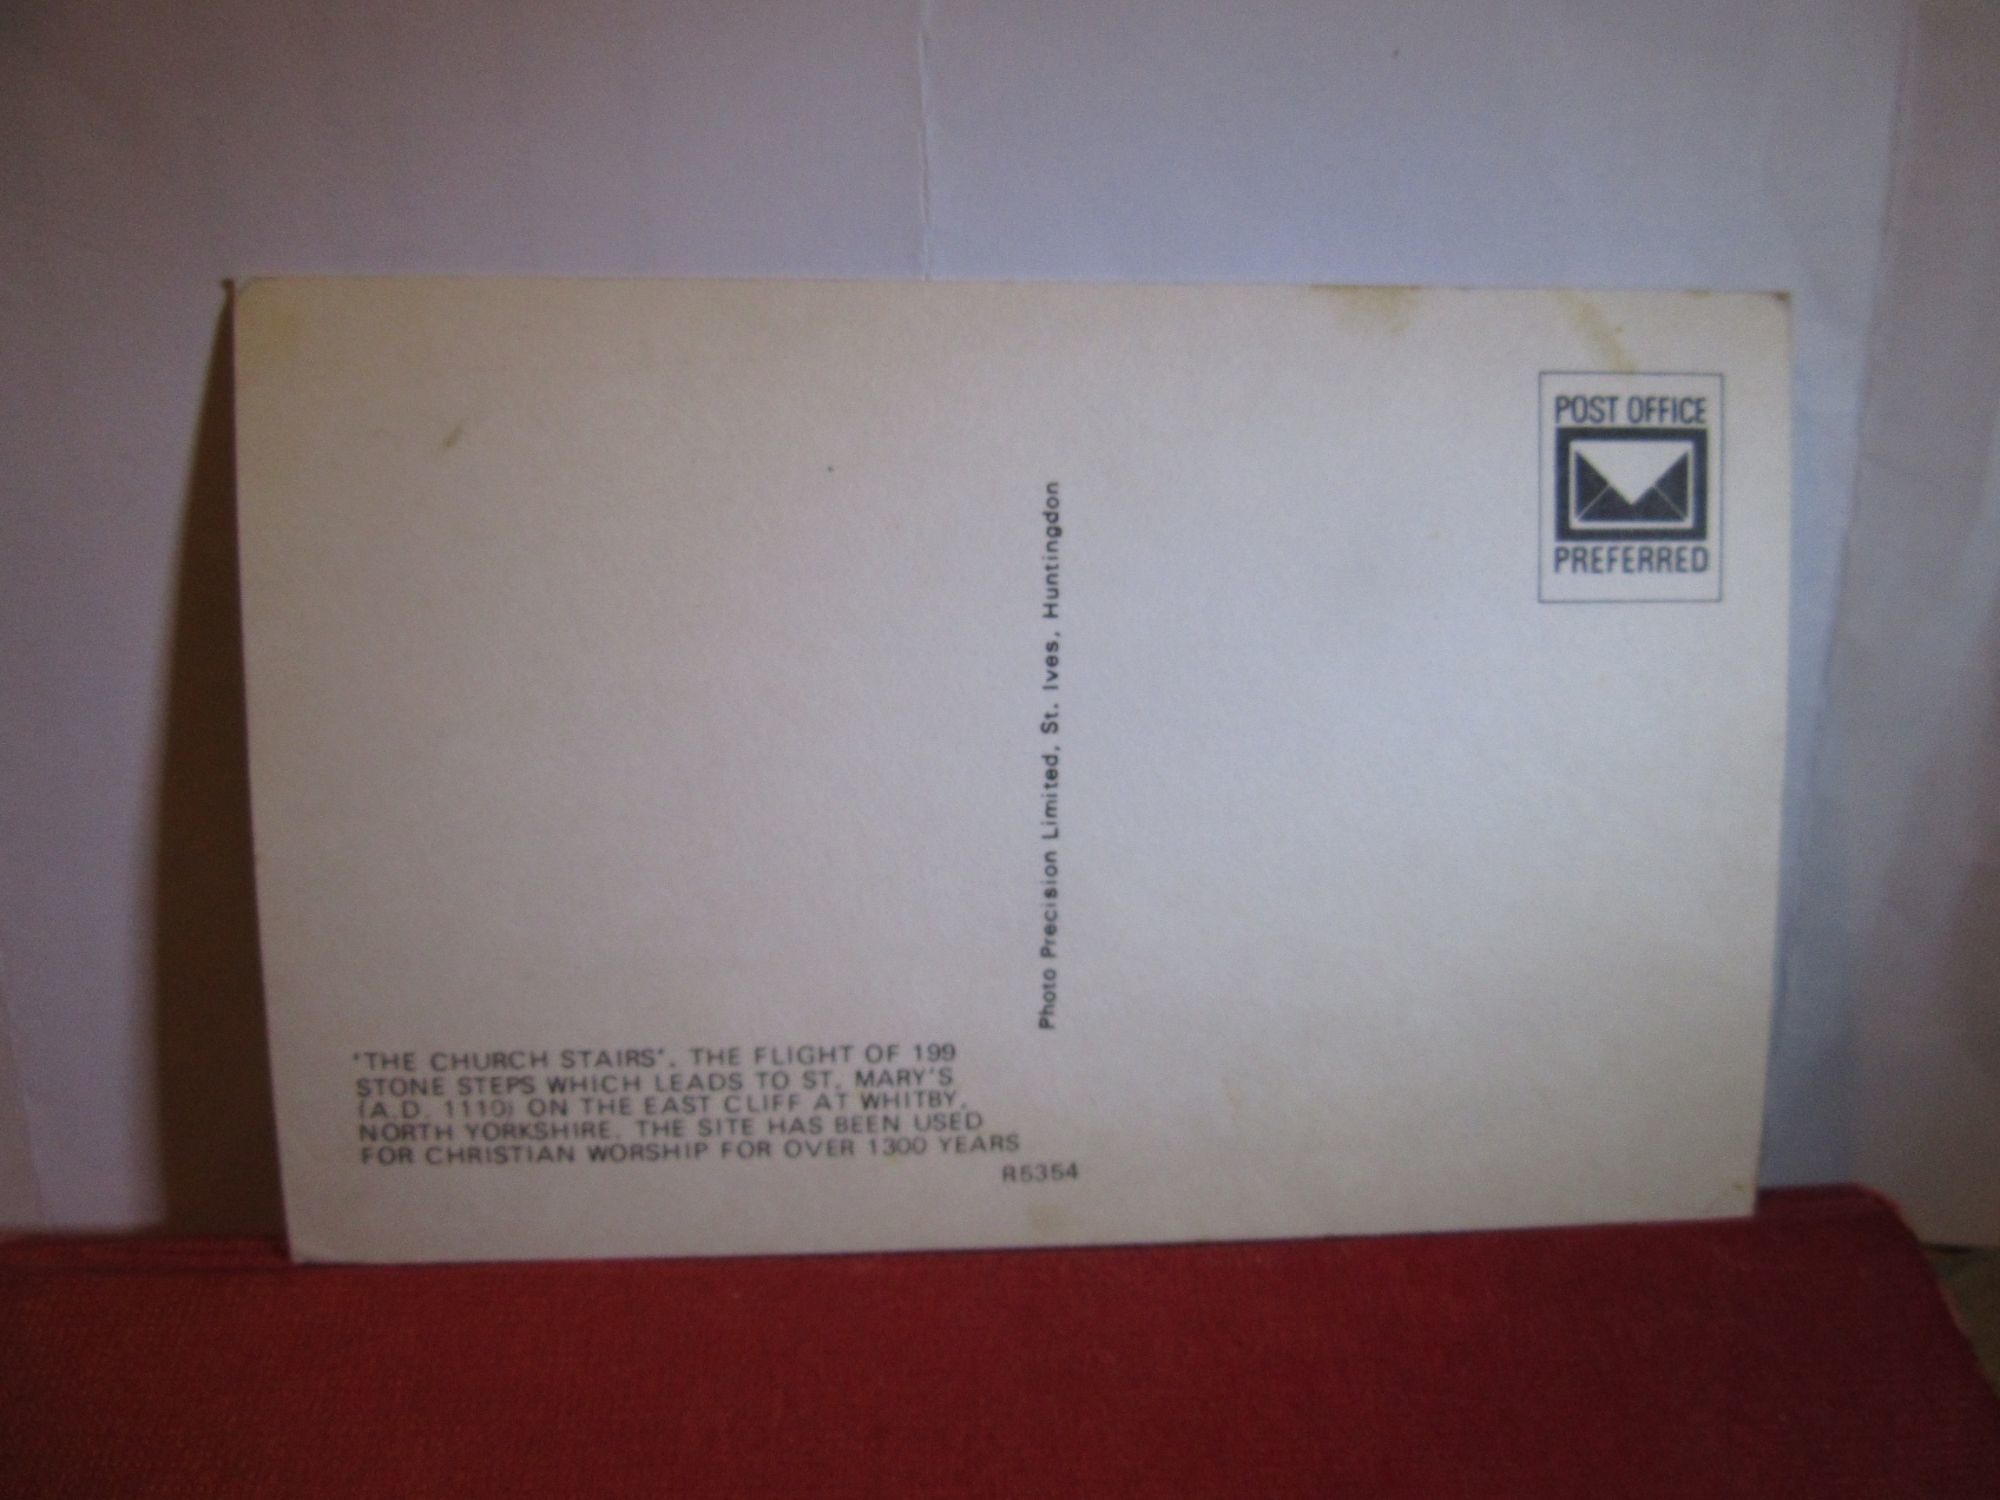 POST OFFICE
PREFERRED
Photo Precision Limited, St. Ives, Huntingdon
'THE CHURCH STAIRS'. THE FLIGHT OF 199
STONE STEPS WHICH LEADS TO ST. MARY'S
(A.D. 1110) ON THE EAST CLIFF AT WHITBY,
NORTH YORKSHIRE. THE SITE HAS BEEN USED
FOR CHRISTIAN WORSHIP FOR OVER 1300 YEARS
R5354